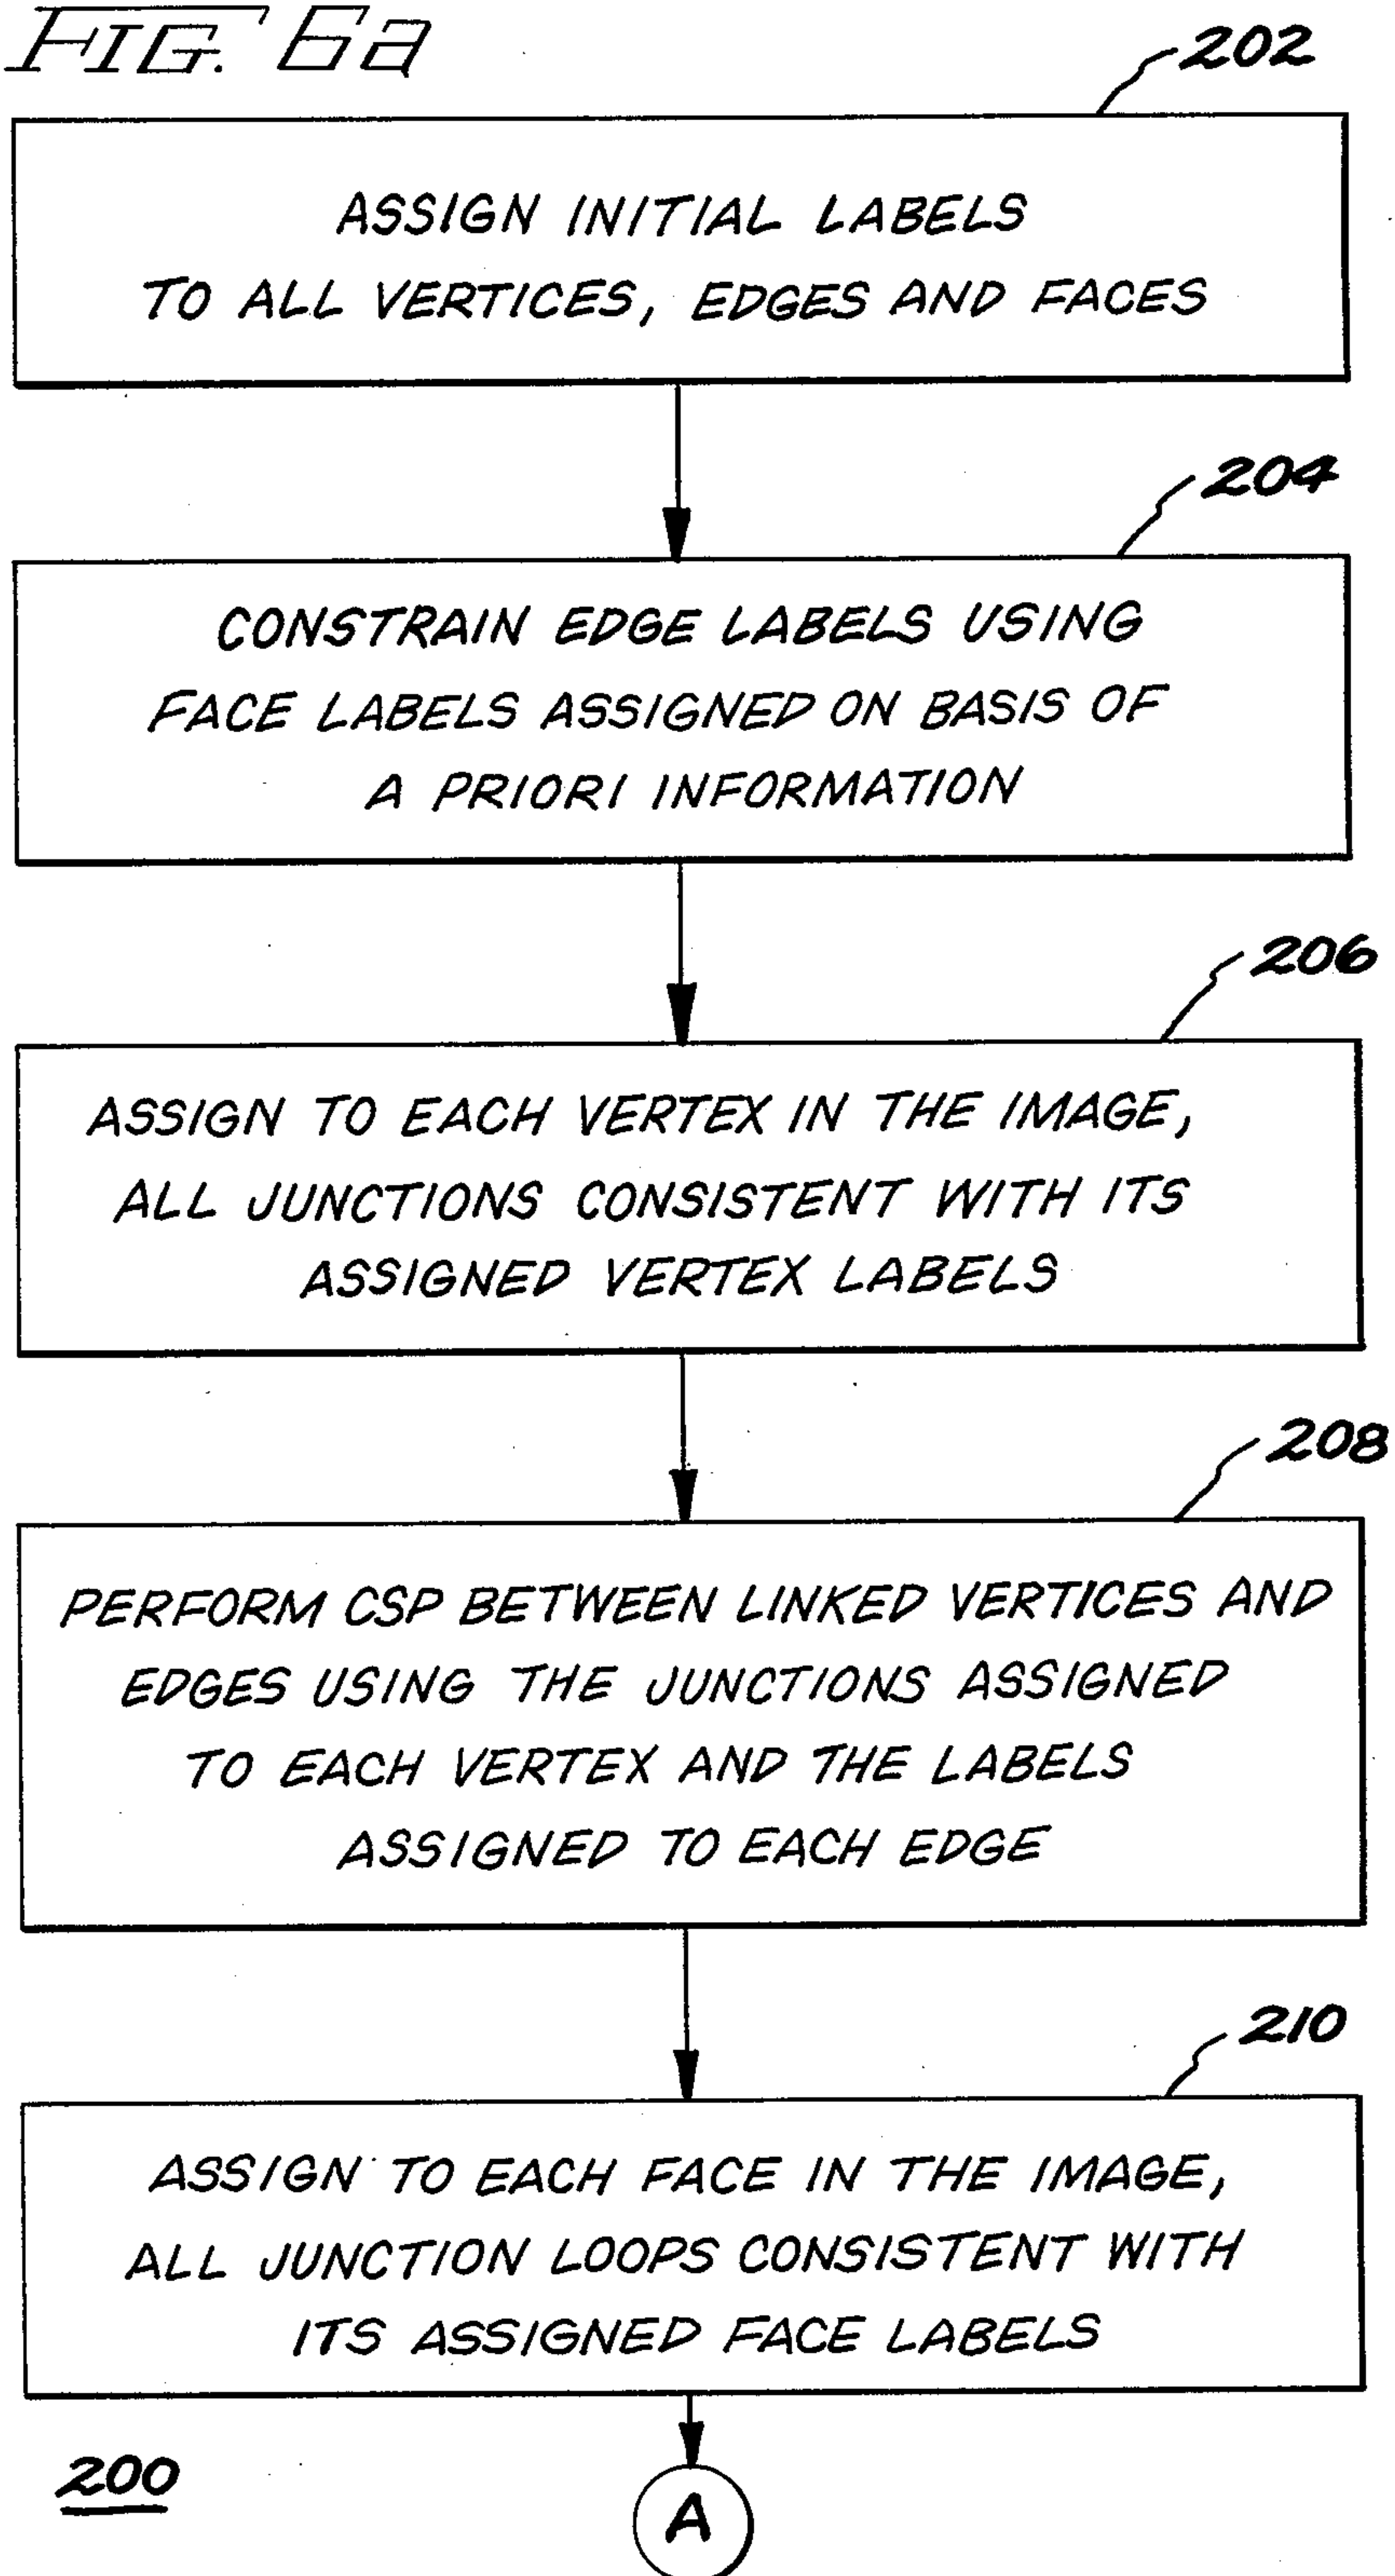 FIG. 6a
202
ASSIGN INITIAL LABELS
TO ALL VERTICES, EDGES AND FACES
204
CONSTRAIN EDGE LABELS USING
FACE LABELS ASSIGNED ON BASIS OF
A PRIORI INFORMATION
206
ASSIGN TO EACH VERTEX IN THE IMAGE,
ALL JUNCTIONS CONSISTENT WITH ITS
ASSIGNED VERTEX LABELS
208
PERFORM CSP BETWEEN LINKED VERTICES AND
EDGES USING THE JUNCTIONS ASSIGNED
TO EACH VERTEX AND THE LABELS
ASSIGNED TO EACH EDGE
210
ASSIGN TO EACH FACE IN THE IMAGE,
ALL JUNCTION LOOPS CONSISTENT WITH
ITS ASSIGNED FACE LABELS
200
A